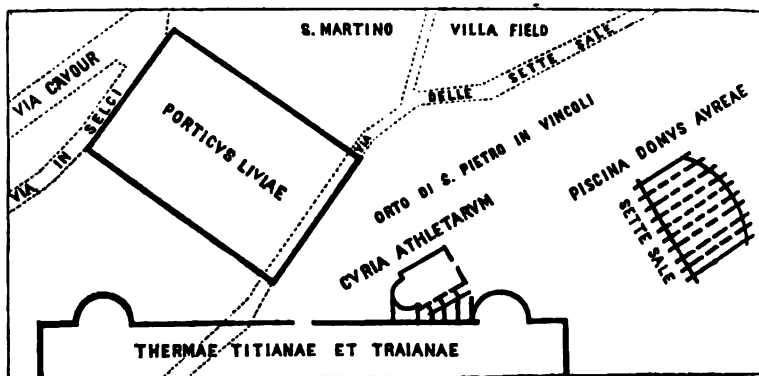 S. MARTINO
VILLA FIELD
VIA CAVOUR
VIA IN SELCI
PORTICVS LIVIAE
VIA DELLE SETTE SALE
ORTO DI S. PIETRO IN VINCOLI
PISCINA DOMVS AVREAE
SETTE SALE
CVRIA ATHLETARVM
THERMAE TITIANAE ET TRAIANAE